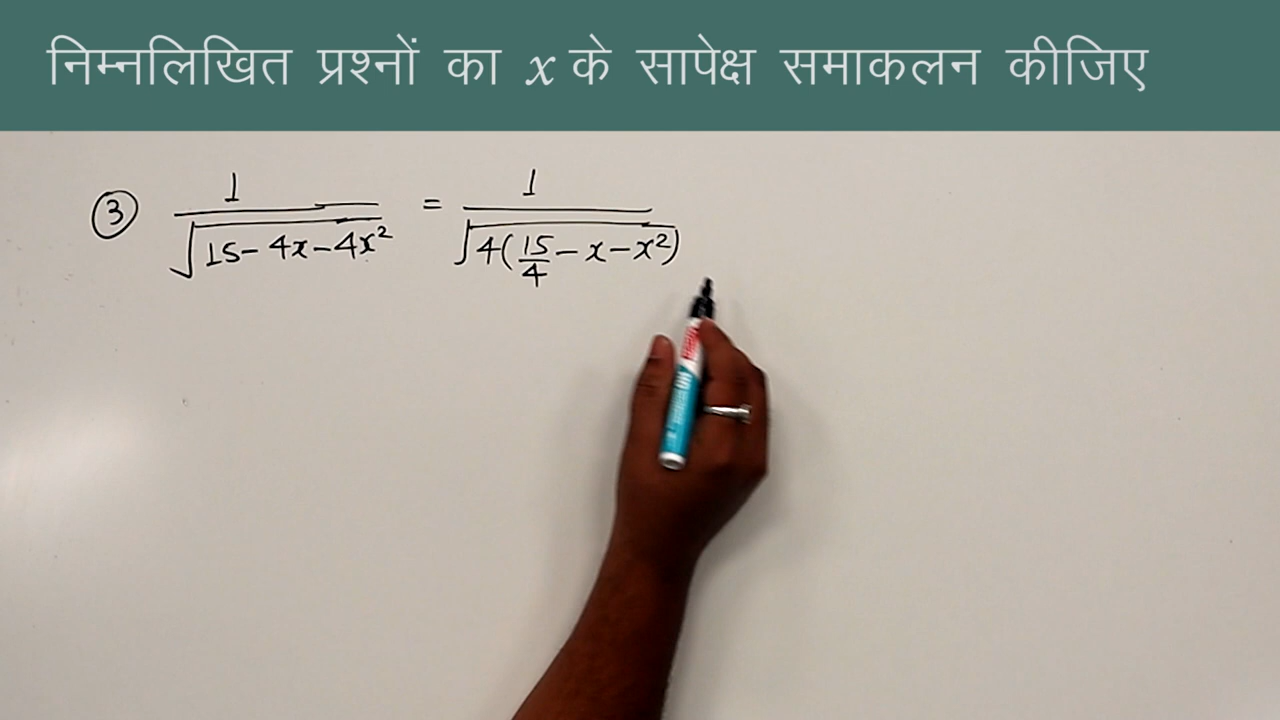 निम्नलिखित प्रश्नों का x के सापेक्ष समाकलन कीजिए
③ 1/√(15-4x-4x²) = 1/√(4(15/4-x-x²))